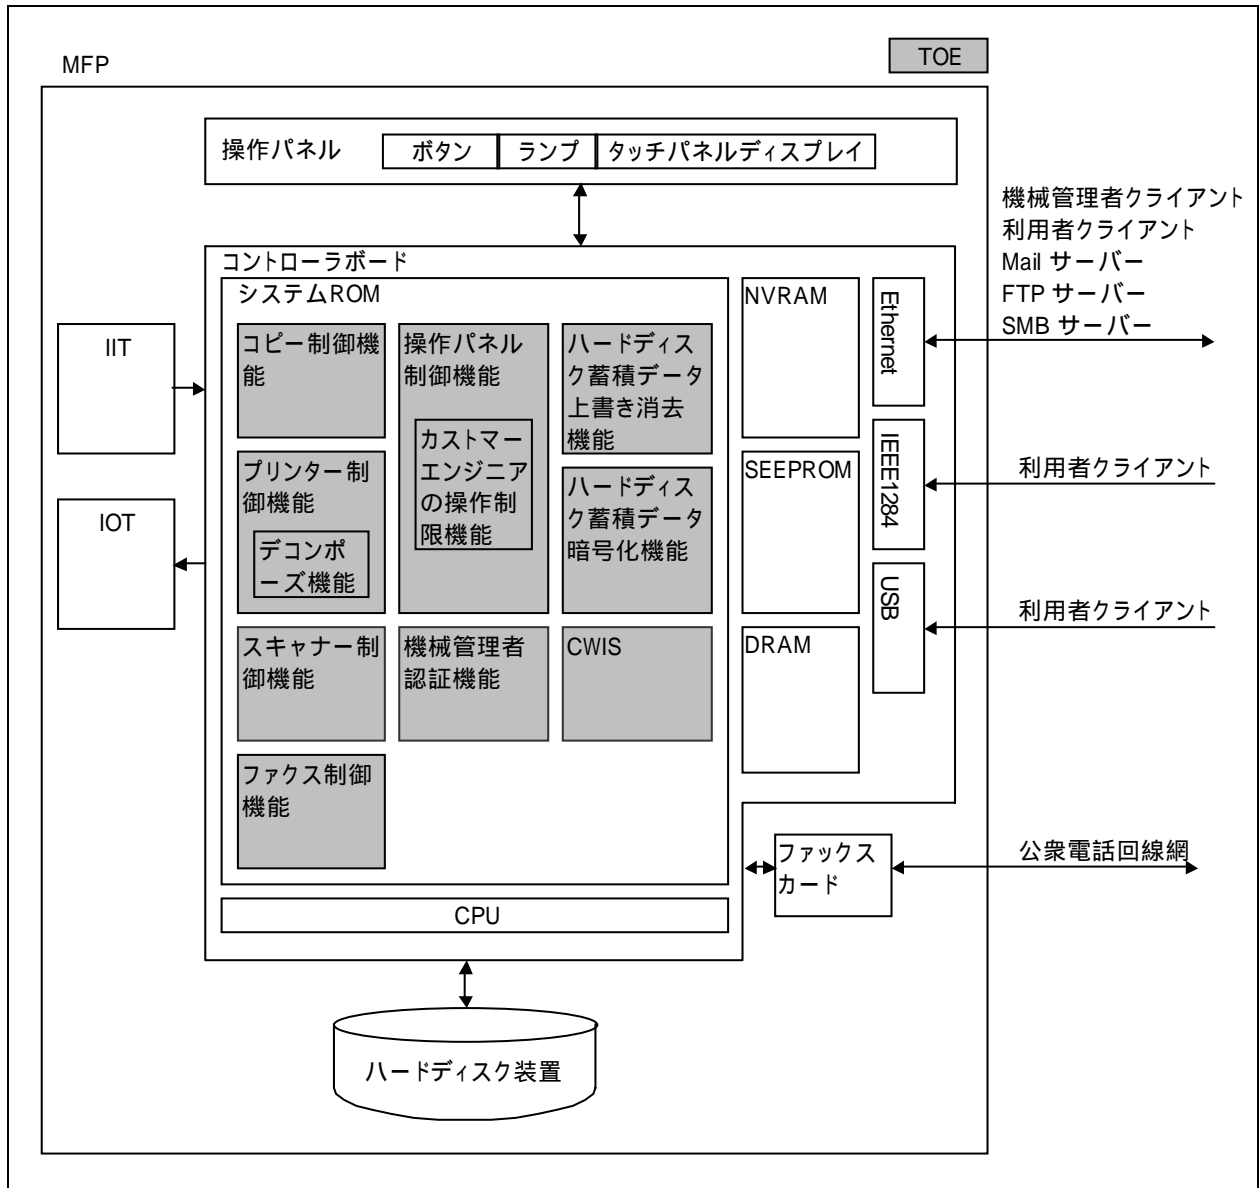 MFP
TOE
操作パネル
ボタン
ランプ
タッチパネルディスプレイ
機械管理者クライアント
利用者クライアント
Mail サーバー
FTP サーバー
SMB サーバー
コントローラボード
システムROM
コピー制御機
能
操作パネル
制御機能
カストマー
エンジニア
の操作制
限機能
ハードディス
ク蓄積データ
上書き消去
機能
プリンター制
御機能
デコンポ
ーズ機能
ハードディス
ク蓄積データ
暗号化機能
スキャナー制
御機能
機械管理者
認証機能
CWIS
ファクス制御
機能
NVRAM
SEEPROM
DRAM
Ethernet
IEEE1284
USB
利用者クライアント
利用者クライアント
IIT
IOT
ファックス
カード
公衆電話回線網
CPU
ハードディスク装置